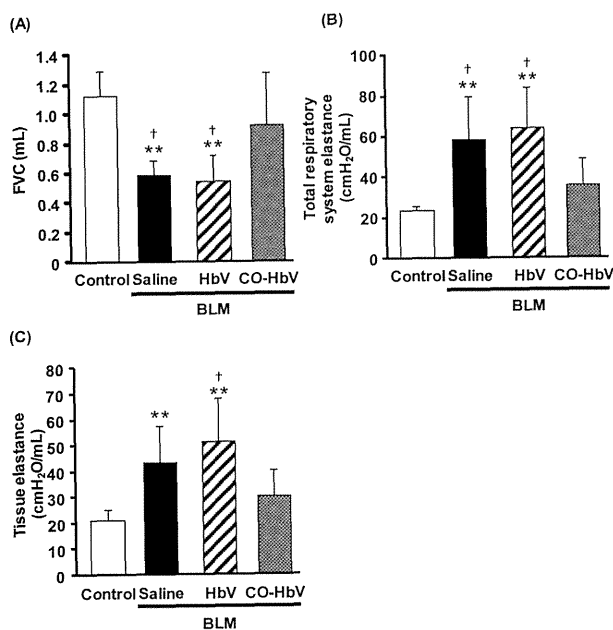 (A)
1.4
1.2
1.0
0.8
0.6
0.4
0.2
0
FVC (mL)
†
**
†
**
Control Saline HbV CO-HbV
BLM
(B)
100
80
60
40
20
0
Total respiratory
system elastance
(cmH₂O/mL)
†
**
†
**
Control Saline HbV CO-HbV
BLM
(C)
80
70
60
50
40
30
20
10
0
Tissue elastance
(cmH₂O/mL)
**
†
**
Control Saline HbV CO-HbV
BLM